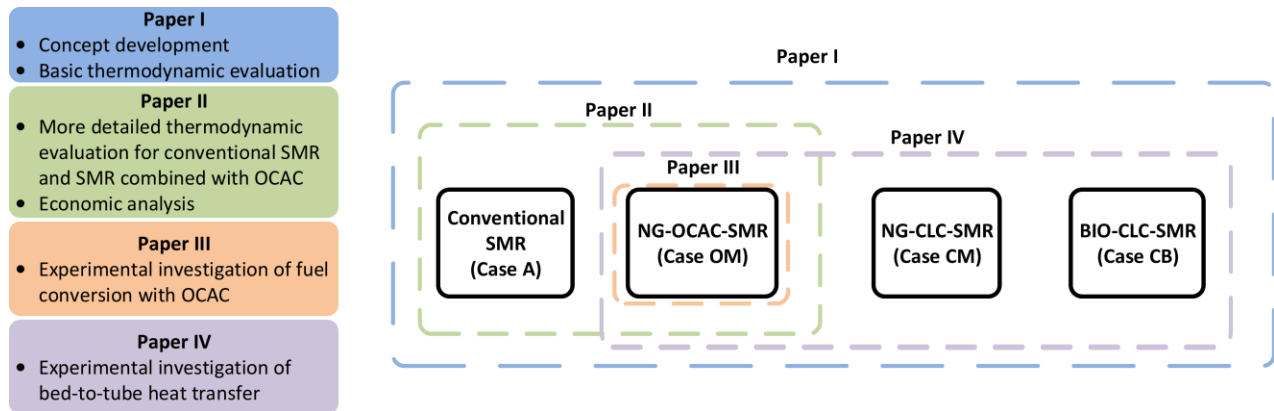 Paper I
• Concept development
• Basic thermodynamic evaluation
Paper II
• More detailed thermodynamic
evaluation for conventional SMR
and SMR combined with OCAC
• Economic analysis
Paper III
• Experimental investigation of fuel
conversion with OCAC
Paper IV
• Experimental investigation of
bed-to-tube heat transfer
Paper I
Paper II
Paper IV
Paper III
Conventional
SMR
(Case A)
NG-OCAC-SMR
(Case OM)
NG-CLC-SMR
(Case CM)
BIO-CLC-SMR
(Case CB)